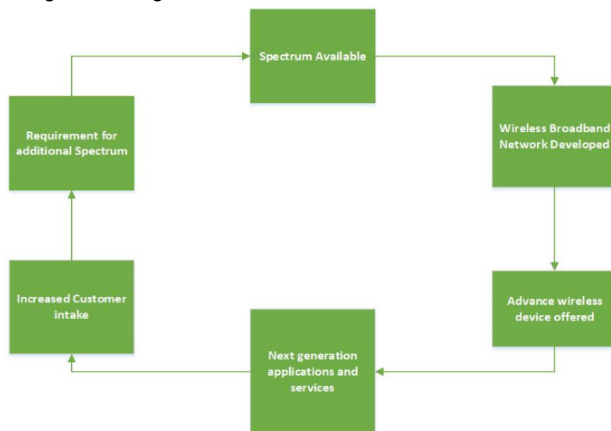 Spectrum Available
Wireless Broadband
Network Developed
Advance wireless
device offered
Next generation
applications and
services
Increased Customer
intake
Requirement for
additional Spectrum